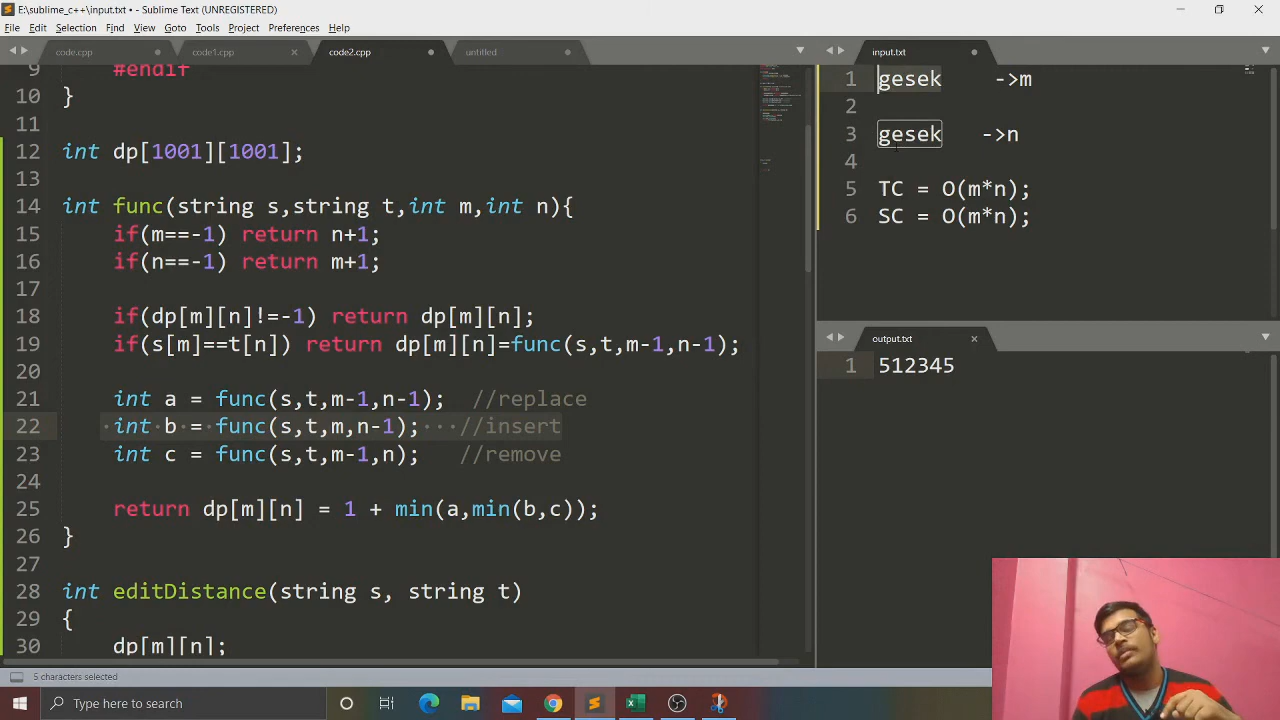 E:\sublime_c++\input.txt • - Sublime Text (UNREGISTERED)
File Edit Selection Find View Goto Tools Project Preferences Help
code.cpp code1.cpp code2.cpp untitled
9 #endif
10 }
11
12 int dp[1001][1001];
13
14 int func(string s,string t,int m,int n){
15 if(m==-1) return n+1;
16 if(n==-1) return m+1;
17
18 if(dp[m][n]!=-1) return dp[m][n];
19 if(s[m]==t[n]) return dp[m][n]=func(s,t,m-1,n-1);
20
21 int a = func(s,t,m-1,n-1); //replace
22 int b = func(s,t,m,n-1); //insert
23 int c = func(s,t,m-1,n); //remove
24
25 return dp[m][n] = 1 + min(a,min(b,c));
26 }
27
28 int editDistance(string s, string t)
29 {
30 dp[m][n];
input.txt
1 gesek ->m
2
3 gesek ->n
4
5 TC = O(m*n);
6 SC = O(m*n);
output.txt
1 512345
5 characters selected
Type here to search